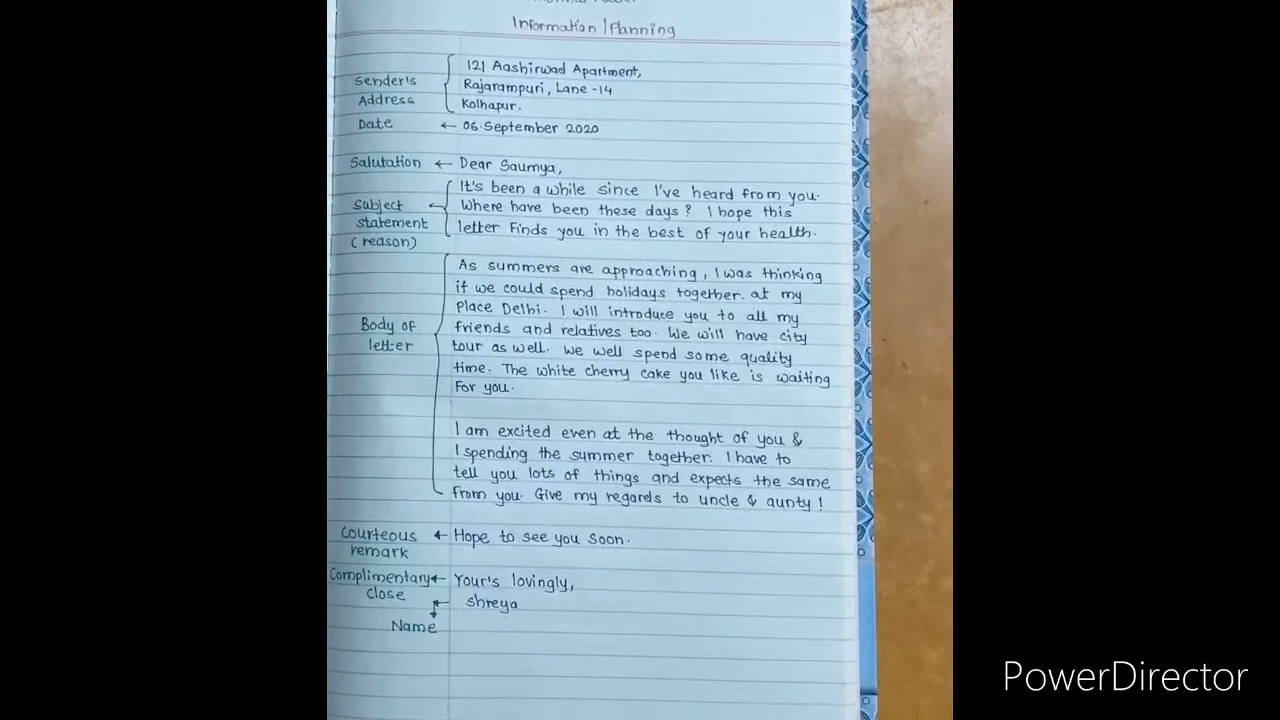 Information/Planning
Sender's Address
121 Aashirwad Apartment,
Rajarampuri, Lane -14
Kolhapur.
Date ← 06.September 2020
Salutation ← Dear Saumya,
Subject statement (reason) ←
It's been a while since I've heard from you.
Where have been these days? I hope this
letter finds you in the best of your health.
Body of letter
As summers are approaching, I was thinking
if we could spend holidays together. at my
Place Delhi. I will introduce you to all my
friends and relatives too. We will have city
tour as well. We well spend some quality
time. The white cherry cake you like is waiting
For you.
I am excited even at the thought of you &
I spending the summer together. I have to
tell you lots of things and expects the same
from you. Give my regards to uncle & aunty!
Courteous remark ← Hope to see you soon.
Complimentary close ← Your's lovingly,
shreya
Name
PowerDirector